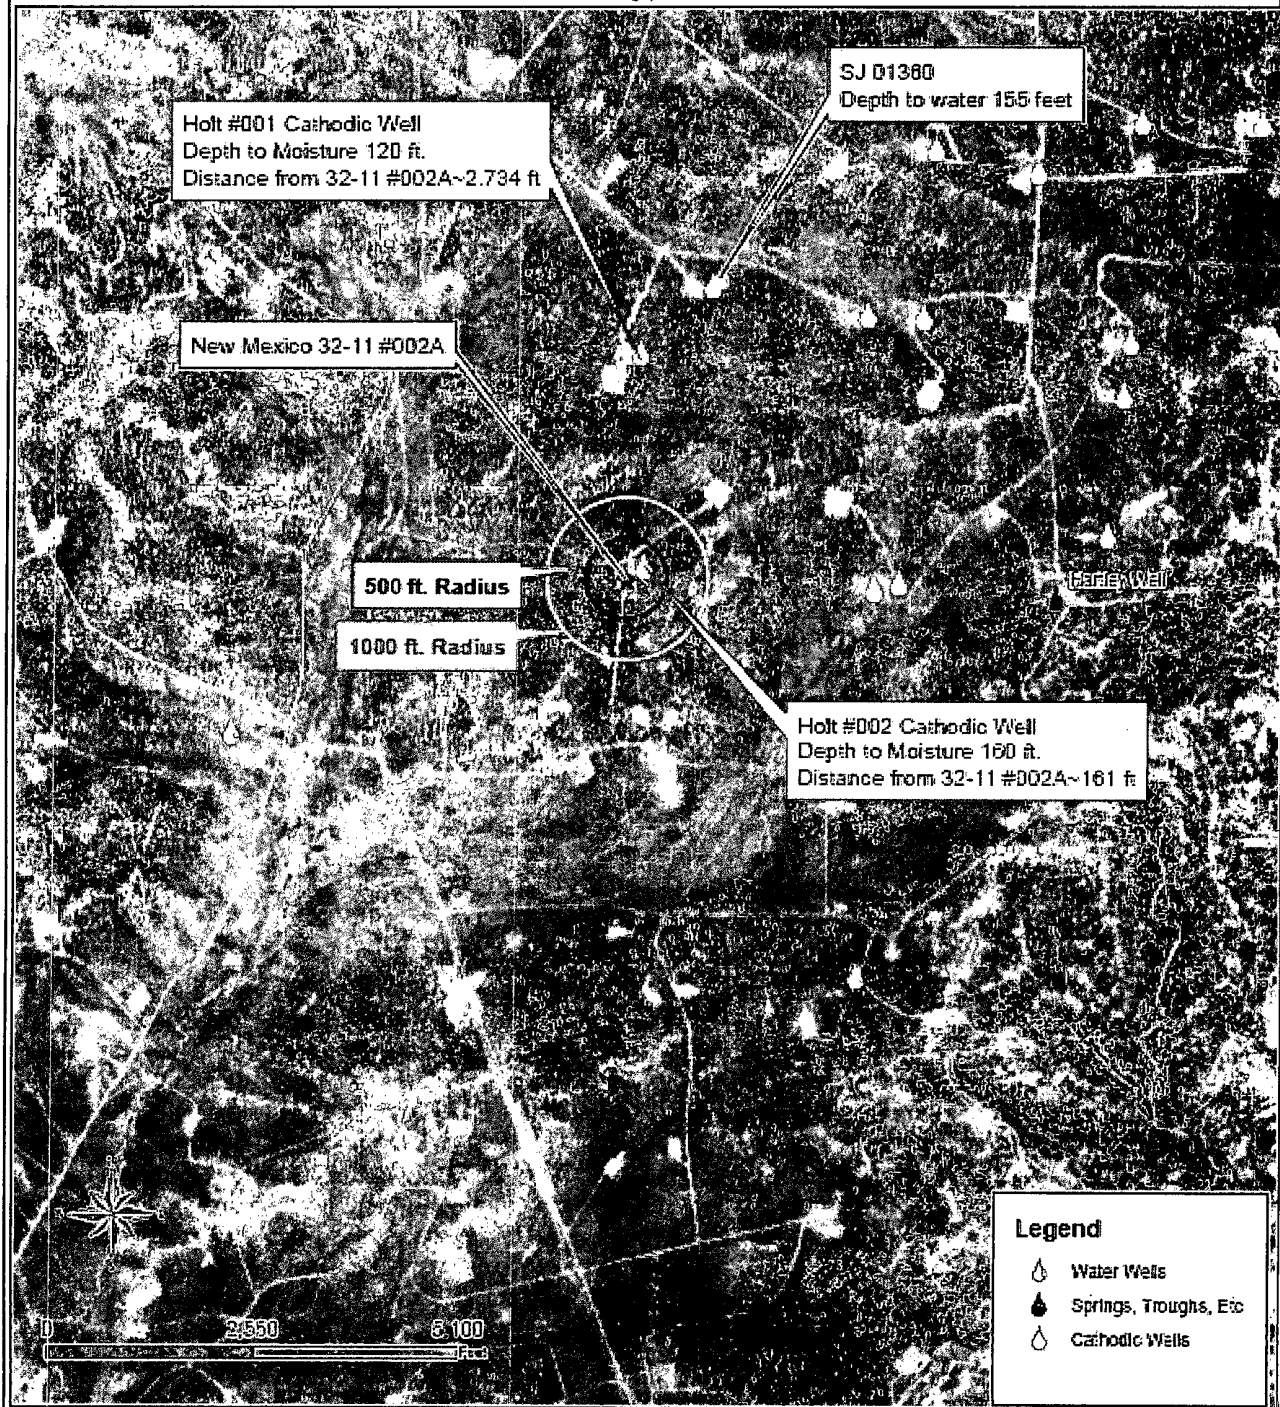 SJ 01360
Depth to water 155 feet
Holt #001 Cathodic Well
Depth to Moisture 120 ft.
Distance from 32-11 #002A~2.734 ft
New Mexico 32-11 #002A
500 ft. Radius
1000 ft. Radius
Well
Holt #002 Cathodic Well
Depth to Moisture 160 ft.
Distance from 32-11 #002A~161 ft
Legend
Water Wells
Springs, Troughs, Etc
Cathodic Wells
0 2,550 5,100
Feet